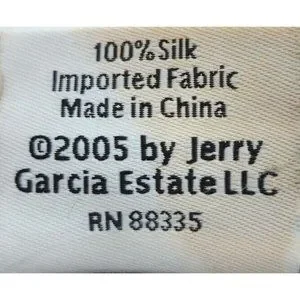 100% Silk
Imported Fabric
Made in China
©2005 by Jerry
Garcia Estate LLC
RN 88335